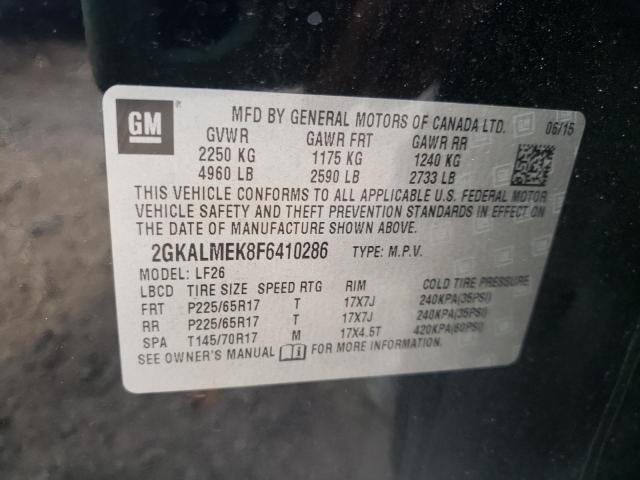 GM
MFD BY GENERAL MOTORS OF CANADA LTD. 06/15
GVWR GAWR FRT GAWR RR
2250 KG 1175 KG 1240 KG
4960 LB 2590 LB 2733 LB
THIS VEHICLE CONFORMS TO ALL APPLICABLE U.S. FEDERAL MOTOR
VEHICLE SAFETY AND THEFT PREVENTION STANDARDS IN EFFECT ON
THE DATE OF MANUFACTURE SHOWN ABOVE.
2GKALMEK8F6410286 TYPE: M.P.V.
MODEL: LF26
LBCD TIRE SIZE SPEED RTG RIM COLD TIRE PRESSURE
FRT P225/65R17 T 17X7J 240KPA(35PSI)
RR P225/65R17 T 17X7J 240KPA(35PSI)
SPA T145/70R17 M 17X4.5T 420KPA(60PSI)
SEE OWNER'S MANUAL FOR MORE INFORMATION.